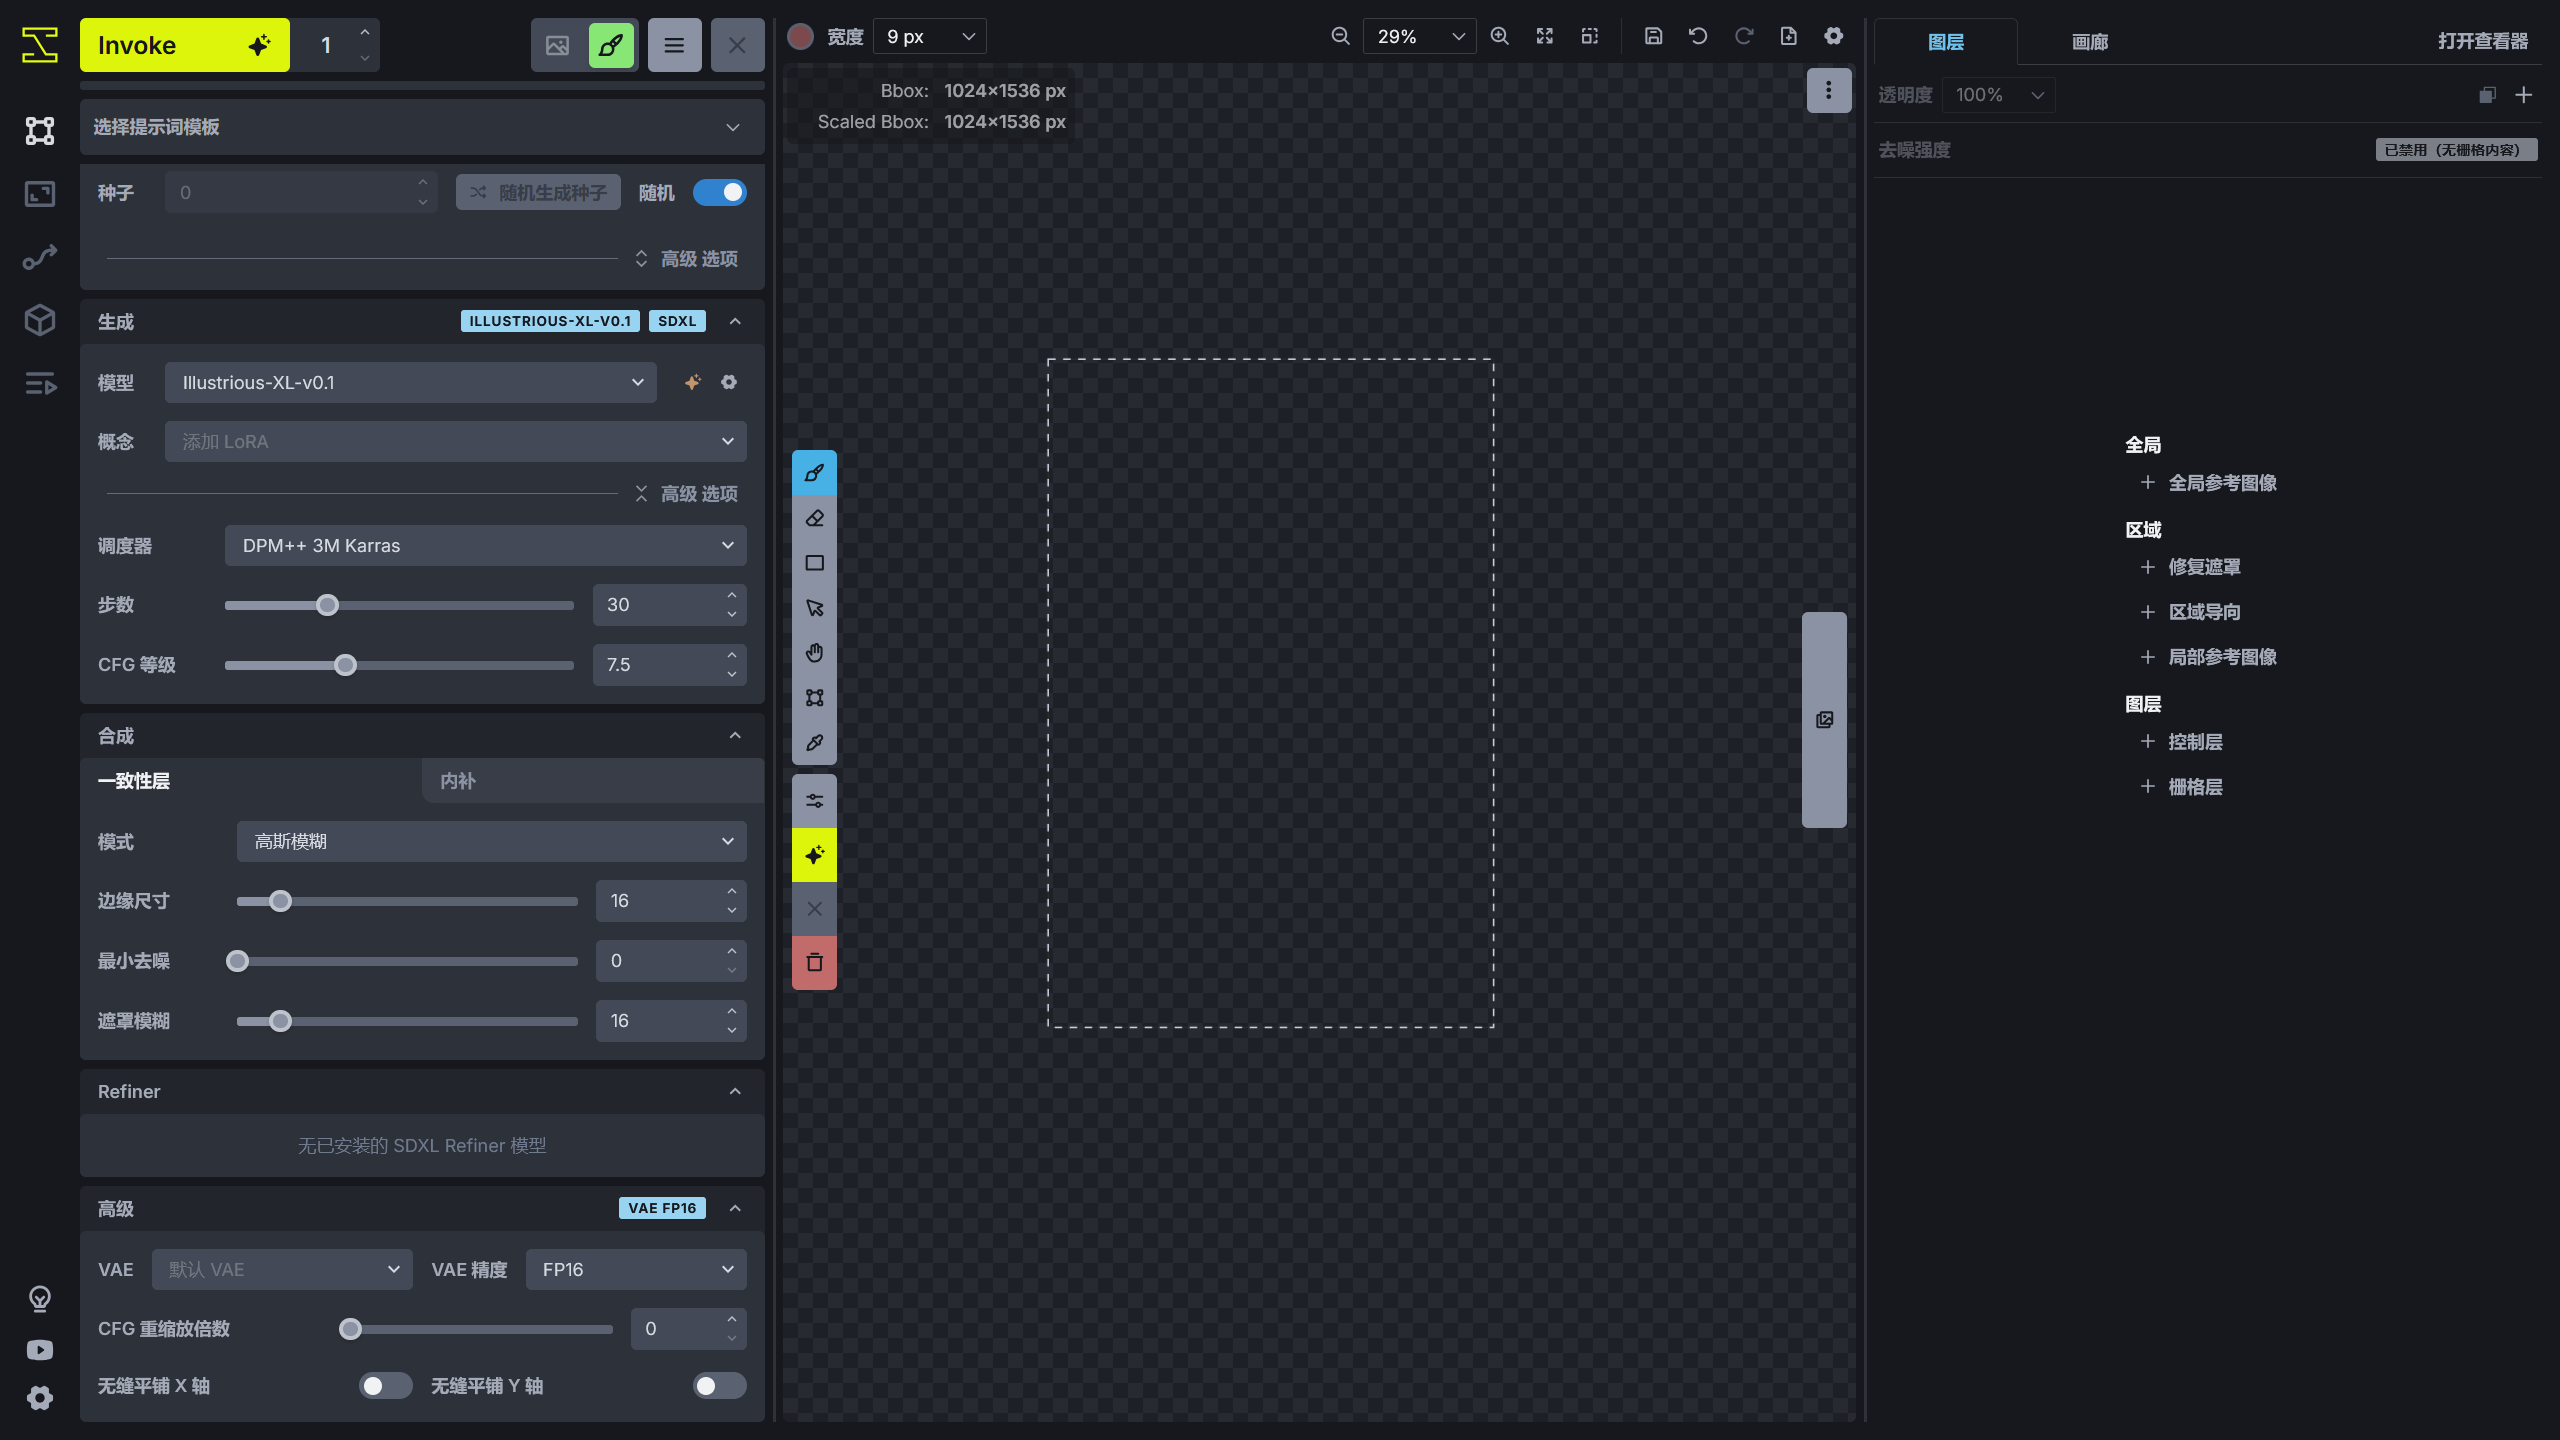 Invoke
1
选择提示词模板
种子
0
随机生成种子
随机
高级 选项
生成
ILLUSTRIOUS-XL-V0.1
SDXL
模型
Illustrious-XL-v0.1
概念
添加 LoRA
高级 选项
调度器
DPM++ 3M Karras
步数
30
CFG 等级
7.5
合成
一致性层
内补
模式
高斯模糊
边缘尺寸
16
最小去噪
0
遮罩模糊
16
Refiner
无已安装的 SDXL Refiner 模型
高级
VAE FP16
VAE
默认 VAE
VAE 精度
FP16
CFG 重缩放倍数
0
无缝平铺 X 轴
无缝平铺 Y 轴
宽度
9 px
29%
Bbox: 1024×1536 px
Scaled Bbox: 1024×1536 px
图层
画廊
打开查看器
透明度
100%
去噪强度
已禁用（无栅格内容）
全局
全局参考图像
区域
修复遮罩
区域导向
局部参考图像
图层
控制层
栅格层